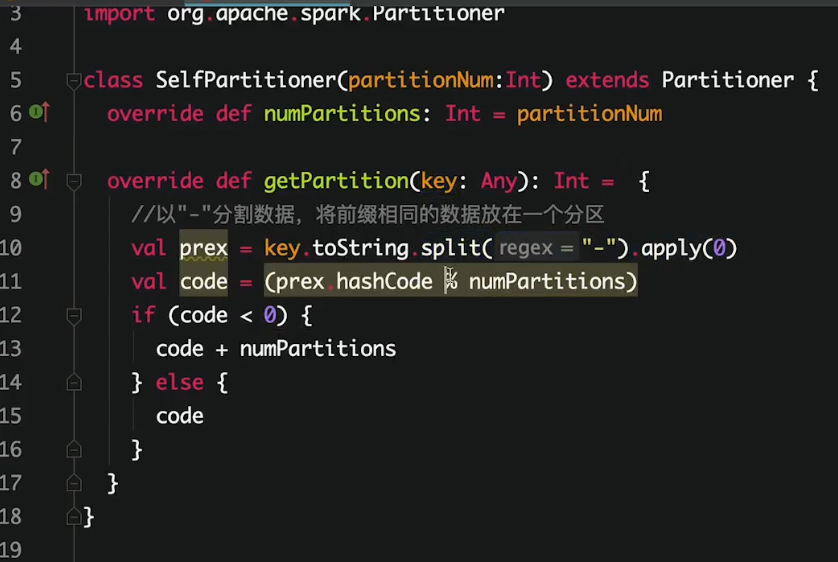 3 import org.apache.spark.Partitioner
4
5 class SelfPartitioner(partitionNum:Int) extends Partitioner {
6 override def numPartitions: Int = partitionNum
7
8 override def getPartition(key: Any): Int = {
9 //以"-"分割数据，将前缀相同的数据放在一个分区
10 val prex = key.toString.split( regex = "-").apply(0)
11 val code = (prex.hashCode % numPartitions)
12 if (code < 0) {
13 code + numPartitions
14 } else {
15 code
16 }
17 }
18 }
19